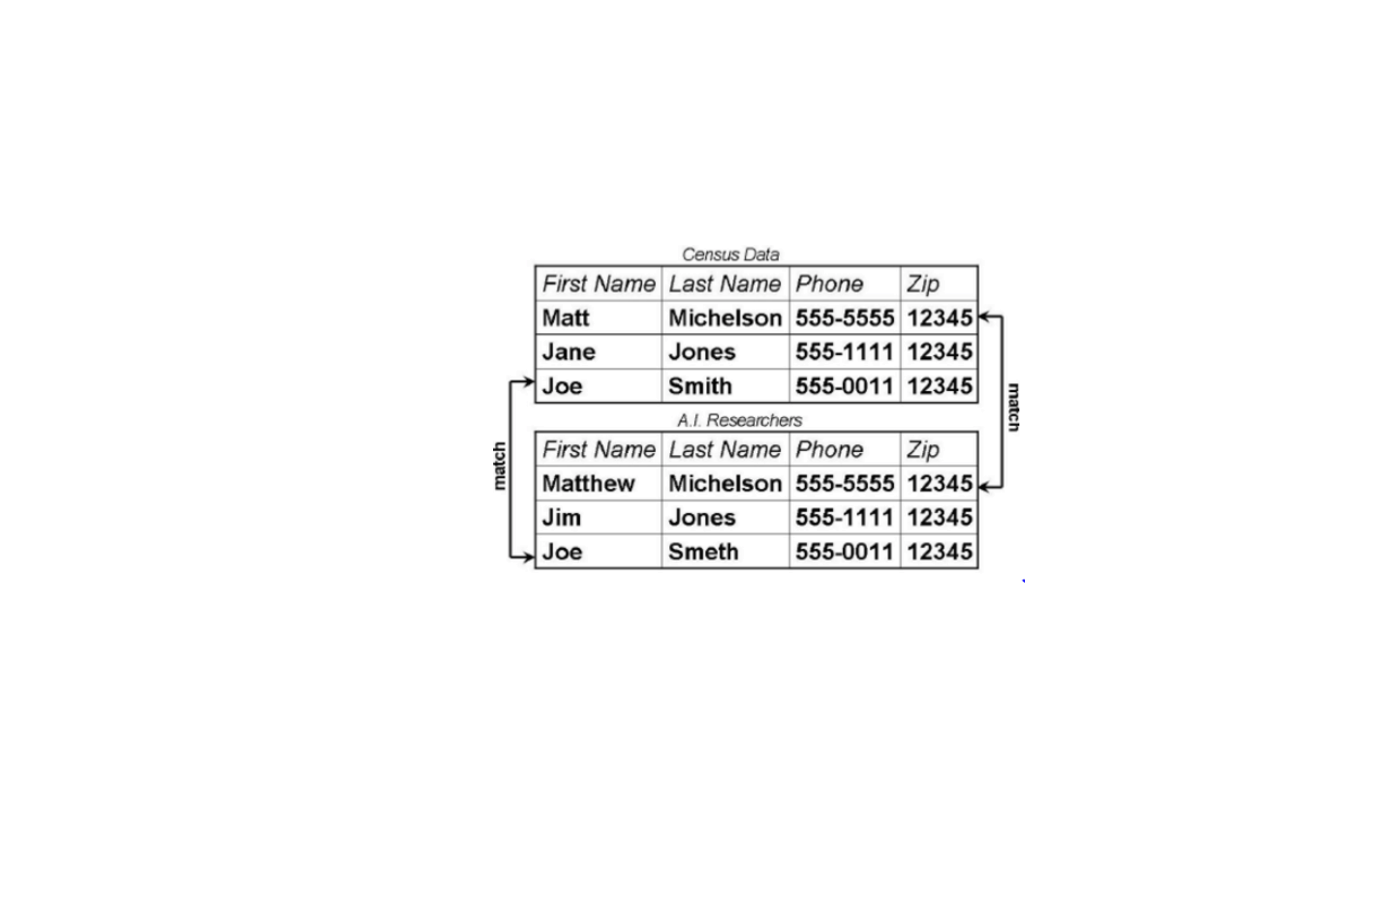 Census Data
First Name Last Name Phone Zip
Matt Michelson 555-5555 12345
Jane Jones 555-1111 12345
Joe Smith 555-0011 12345
match
match
A.I. Researchers
First Name Last Name Phone Zip
Matthew Michelson 555-5555 12345
Jim Jones 555-1111 12345
Joe Smeth 555-0011 12345